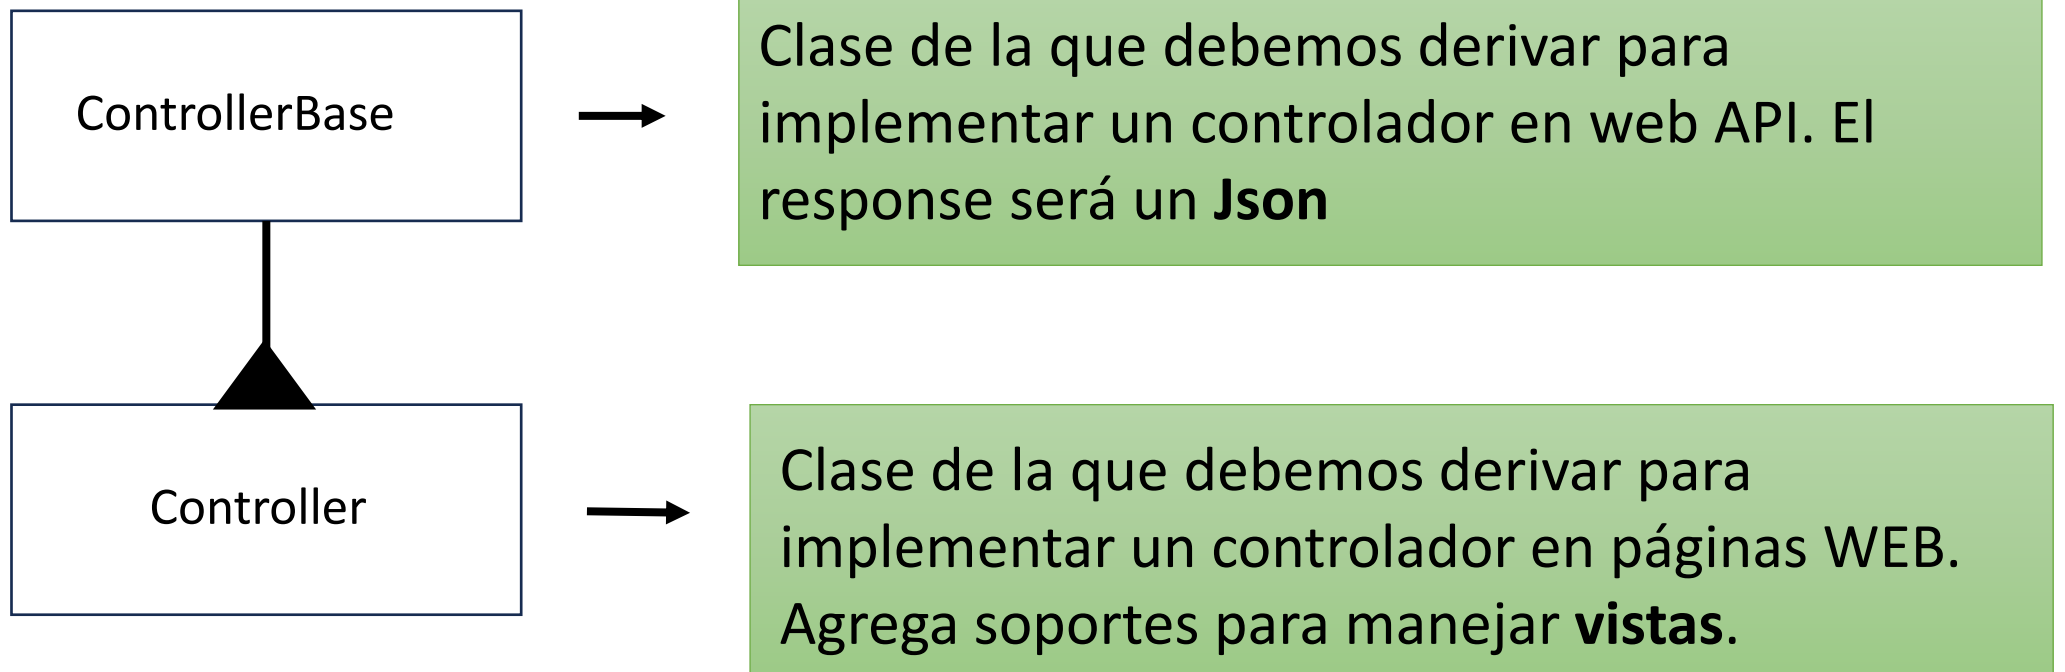 ControllerBase
Clase de la que debemos derivar para
implementar un controlador en web API. El
response será un Json
Controller
Clase de la que debemos derivar para
implementar un controlador en páginas WEB.
Agrega soportes para manejar vistas.